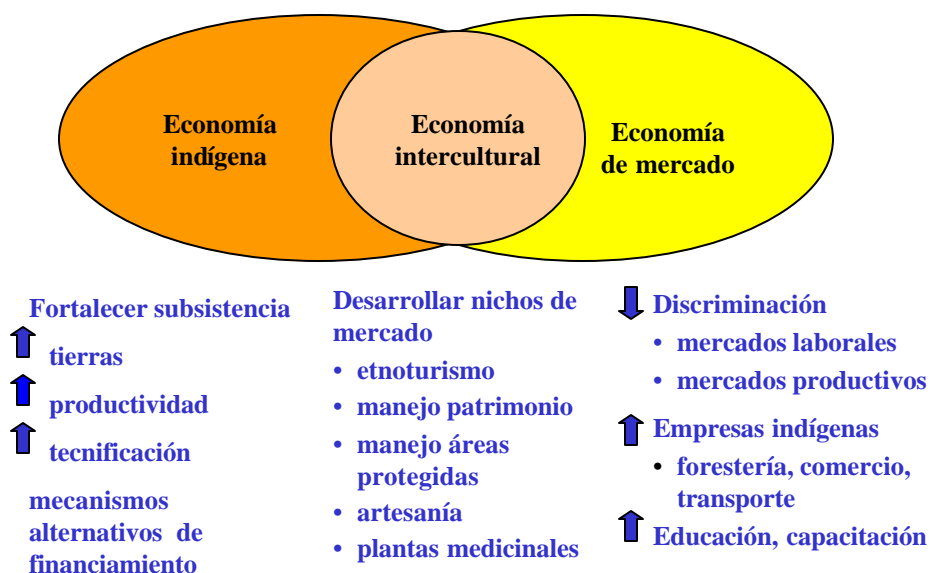 Economía
indígena
Economía
intercultural
Economía
de mercado
Fortalecer subsistencia
tierras
productividad
tecnificación
mecanismos
alternativos de
financiamiento
Desarrollar nichos de
mercado
• etnoturismo
• manejo patrimonio
• manejo áreas
protegidas
• artesanía
• plantas medicinales
Discriminación
• mercados laborales
• mercados productivos
Empresas indígenas
• forestería, comercio,
transporte
Educación, capacitación